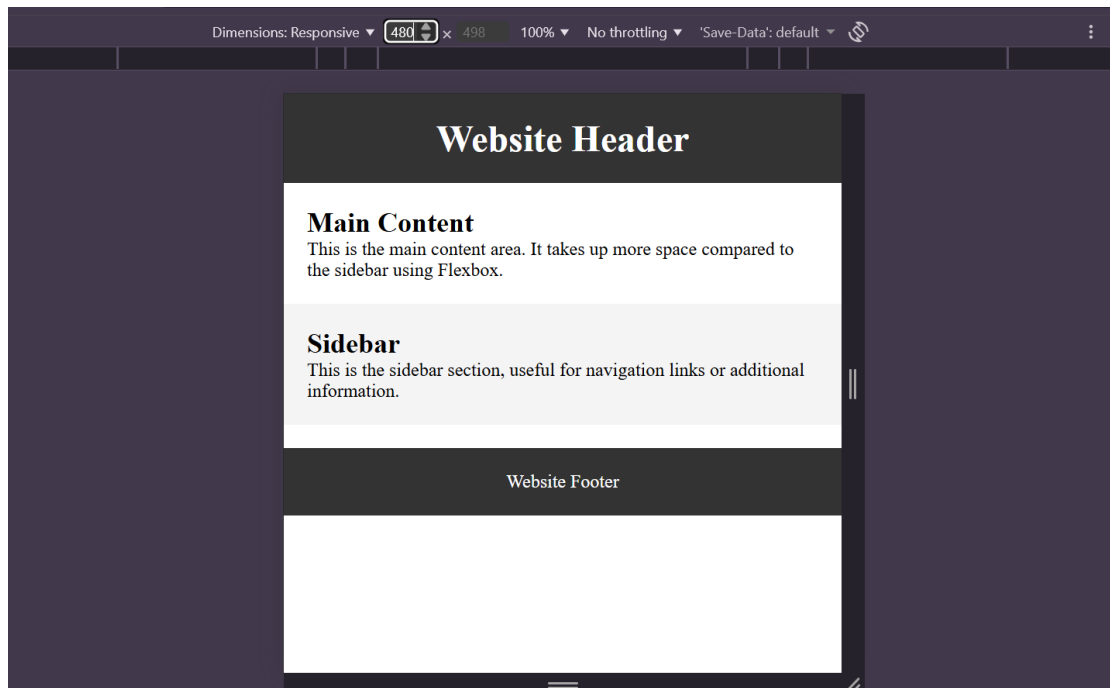 Dimensions: Responsive ▼ 480 × 498 100% ▼ No throttling ▼ 'Save-Data': default ▼
Website Header
Main Content
This is the main content area. It takes up more space compared to
the sidebar using Flexbox.
Sidebar
This is the sidebar section, useful for navigation links or additional
information.
Website Footer